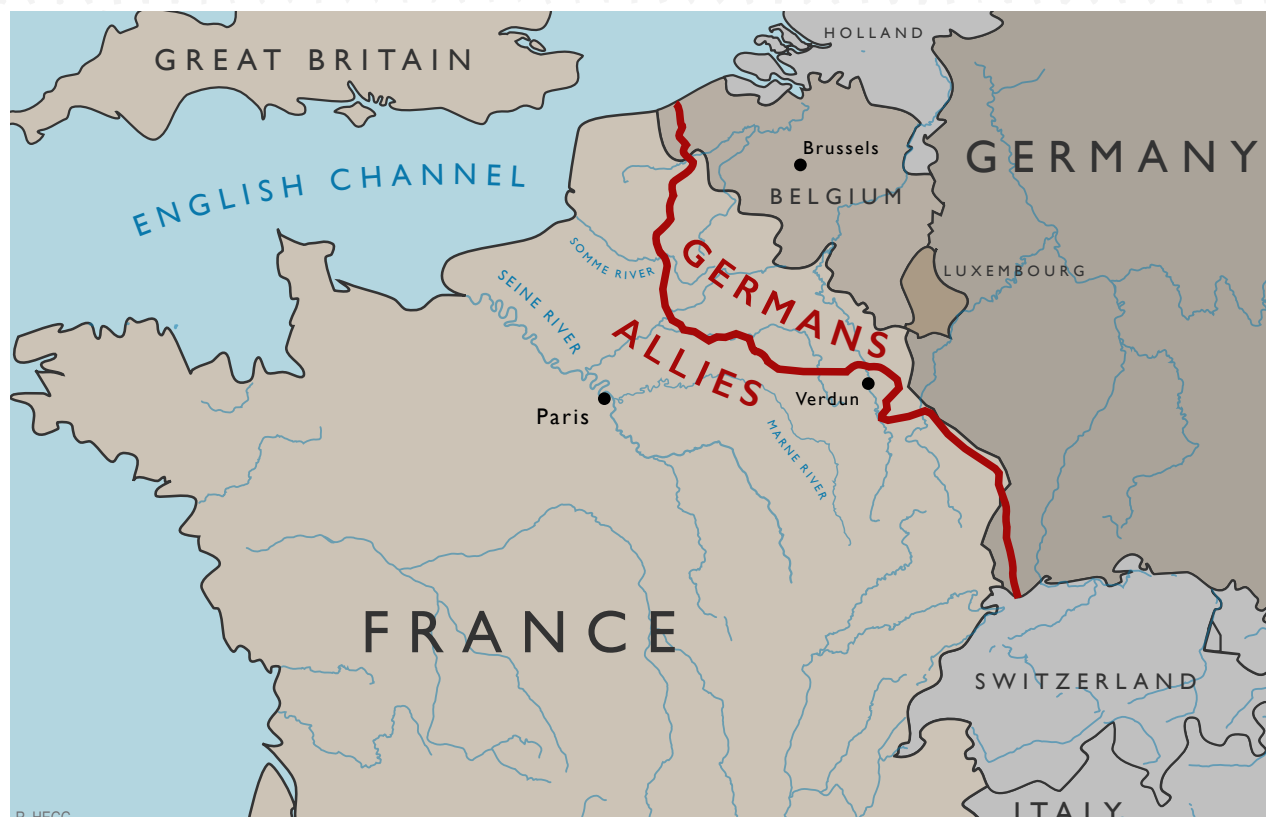 HOLLAND
GREAT BRITAIN
GERMANY
Brussels
ENGLISH CHANNEL
BELGIUM
SOMME RIVER
GERMANS
LUXEMBOURG
SEINE RIVER
ALLIES
Verdun
Paris
MARNE RIVER
FRANCE
SWITZERLAND
ITALY